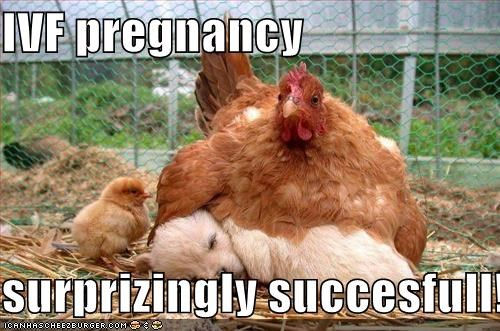 IVF pregnancy
surprizingly succesfull!
ICANHASCHEEZBURGER.COM